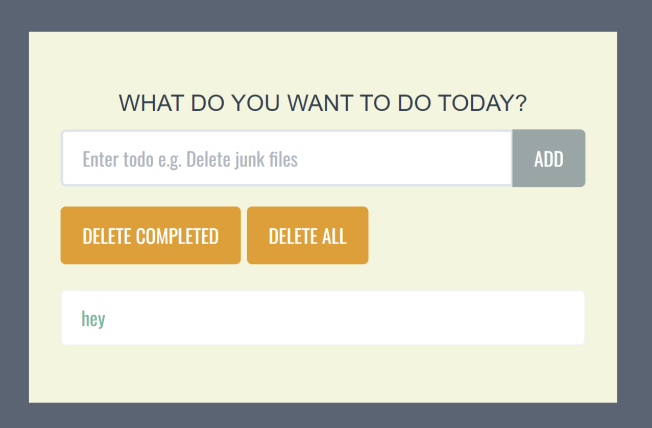 WHAT DO YOU WANT TO DO TODAY?
Enter todo e.g. Delete junk files ADD
DELETE COMPLETED DELETE ALL
hey